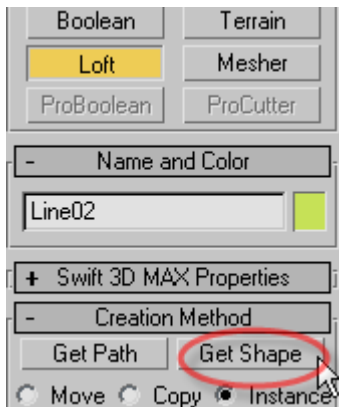 Boolean Terrain
Loft Mesher
ProBoolean ProCutter
- Name and Color
Line02
+ Swift 3D MAX Properties
- Creation Method
Get Path Get Shape
Move Copy Instance